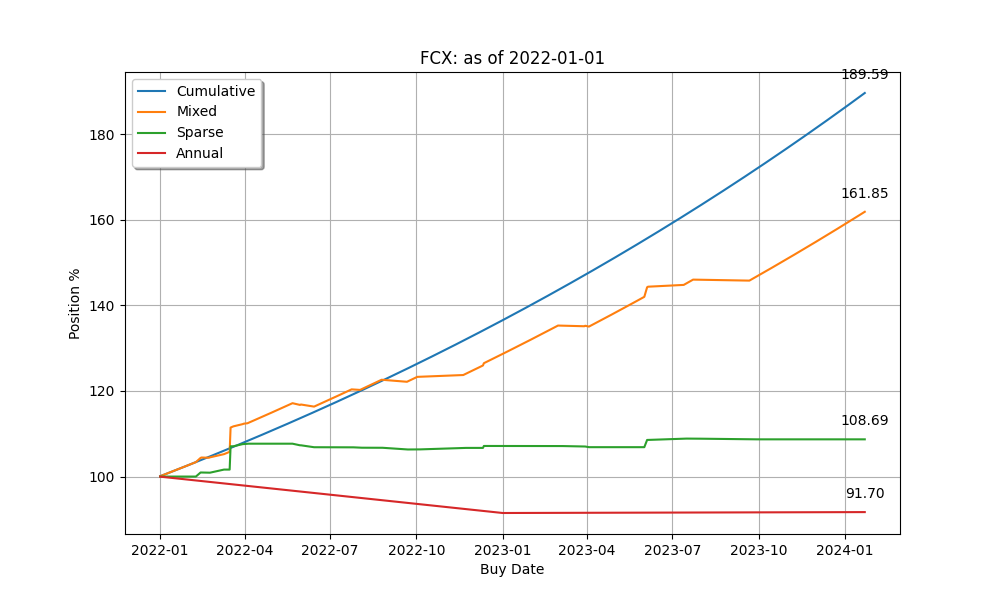 FCX: as of 2022-01-01
189.59
Cumulative
Mixed
Sparse
Annual
180
161.85
160
140
120
108.69
100
91.70
Position %
2022-01
2022-04
2022-07
2022-10
2023-01
2023-04
2023-07
2023-10
2024-01
Buy Date